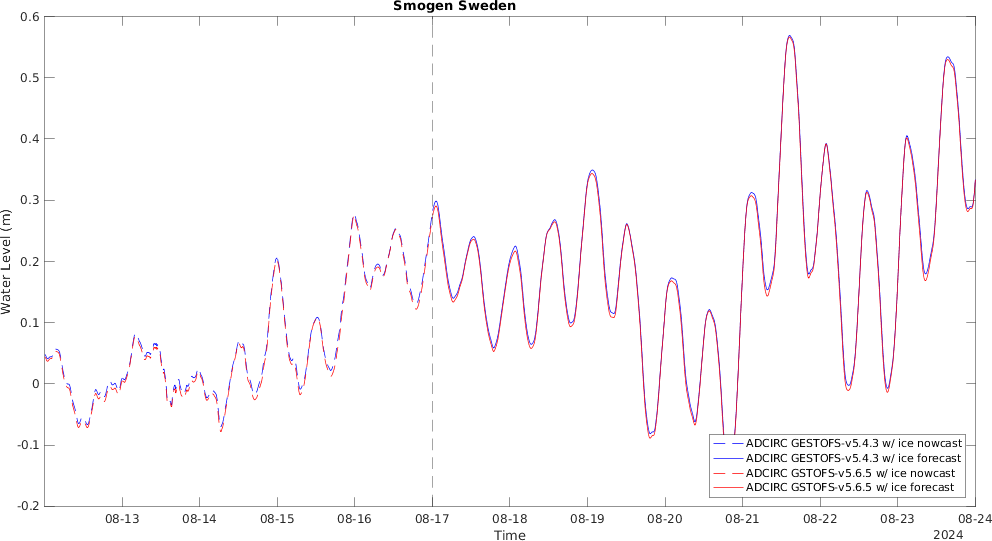 Smogen Sweden
0.6
0.5
0.4
0.3
0.2
0.1
0
-0.1
-0.2
Water Level (m)
ADCIRC GESTOFS-v5.4.3 w/ ice nowcast
ADCIRC GESTOFS-v5.4.3 w/ ice forecast
ADCIRC GSTOFS-v5.6.5 w/ ice nowcast
ADCIRC GSTOFS-v5.6.5 w/ ice forecast
08-13 08-14 08-15 08-16 08-17 08-18 08-19 08-20 08-21 08-22 08-23 08-24
Time
2024